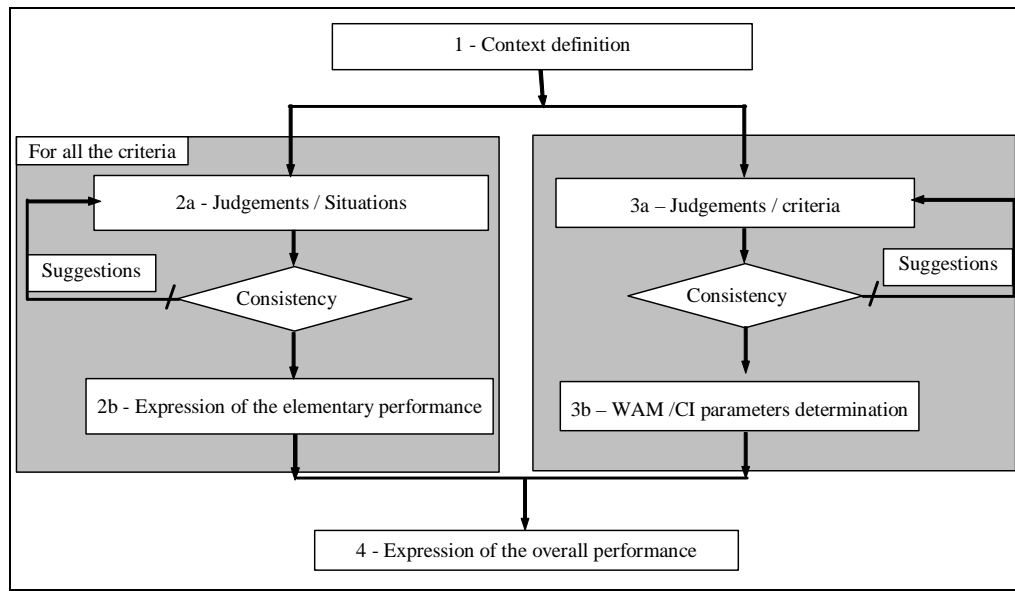 1 - Context definition
For all the criteria
2a - Judgements / Situations
Suggestions
Consistency
2b - Expression of the elementary performance
3a – Judgements / criteria
Suggestions
Consistency
3b – WAM /CI parameters determination
4 - Expression of the overall performance